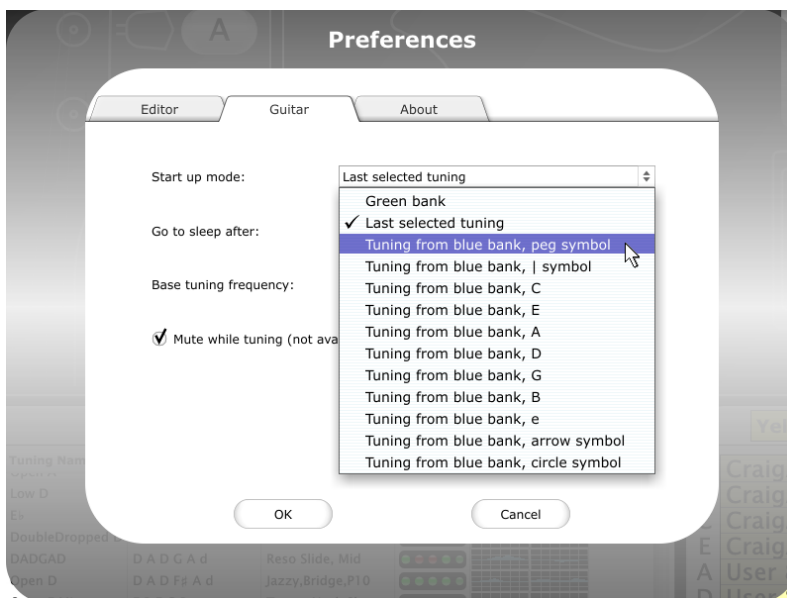 A
Preferences
Editor Guitar About
Start up mode: Last selected tuning
Green bank
✓ Last selected tuning
Go to sleep after:
Tuning from blue bank, peg symbol
Tuning from blue bank, | symbol
Base tuning frequency:
Tuning from blue bank, C
Tuning from blue bank, E
Tuning from blue bank, A
Mute while tuning (not ava
Tuning from blue bank, D
Tuning from blue bank, G
Tuning from blue bank, B
Tuning from blue bank, e
Tuning from blue bank, arrow symbol
Tuning from blue bank, circle symbol
Yel
Tuning Nam
Craig
Low D
Craig
OK Cancel
Craig
DoubleDropped
E Craig
DADGAD D A D G A d Reso Slide, Mid
Open D D A D F♯ A d Jazzy,Bridge,P10
A User